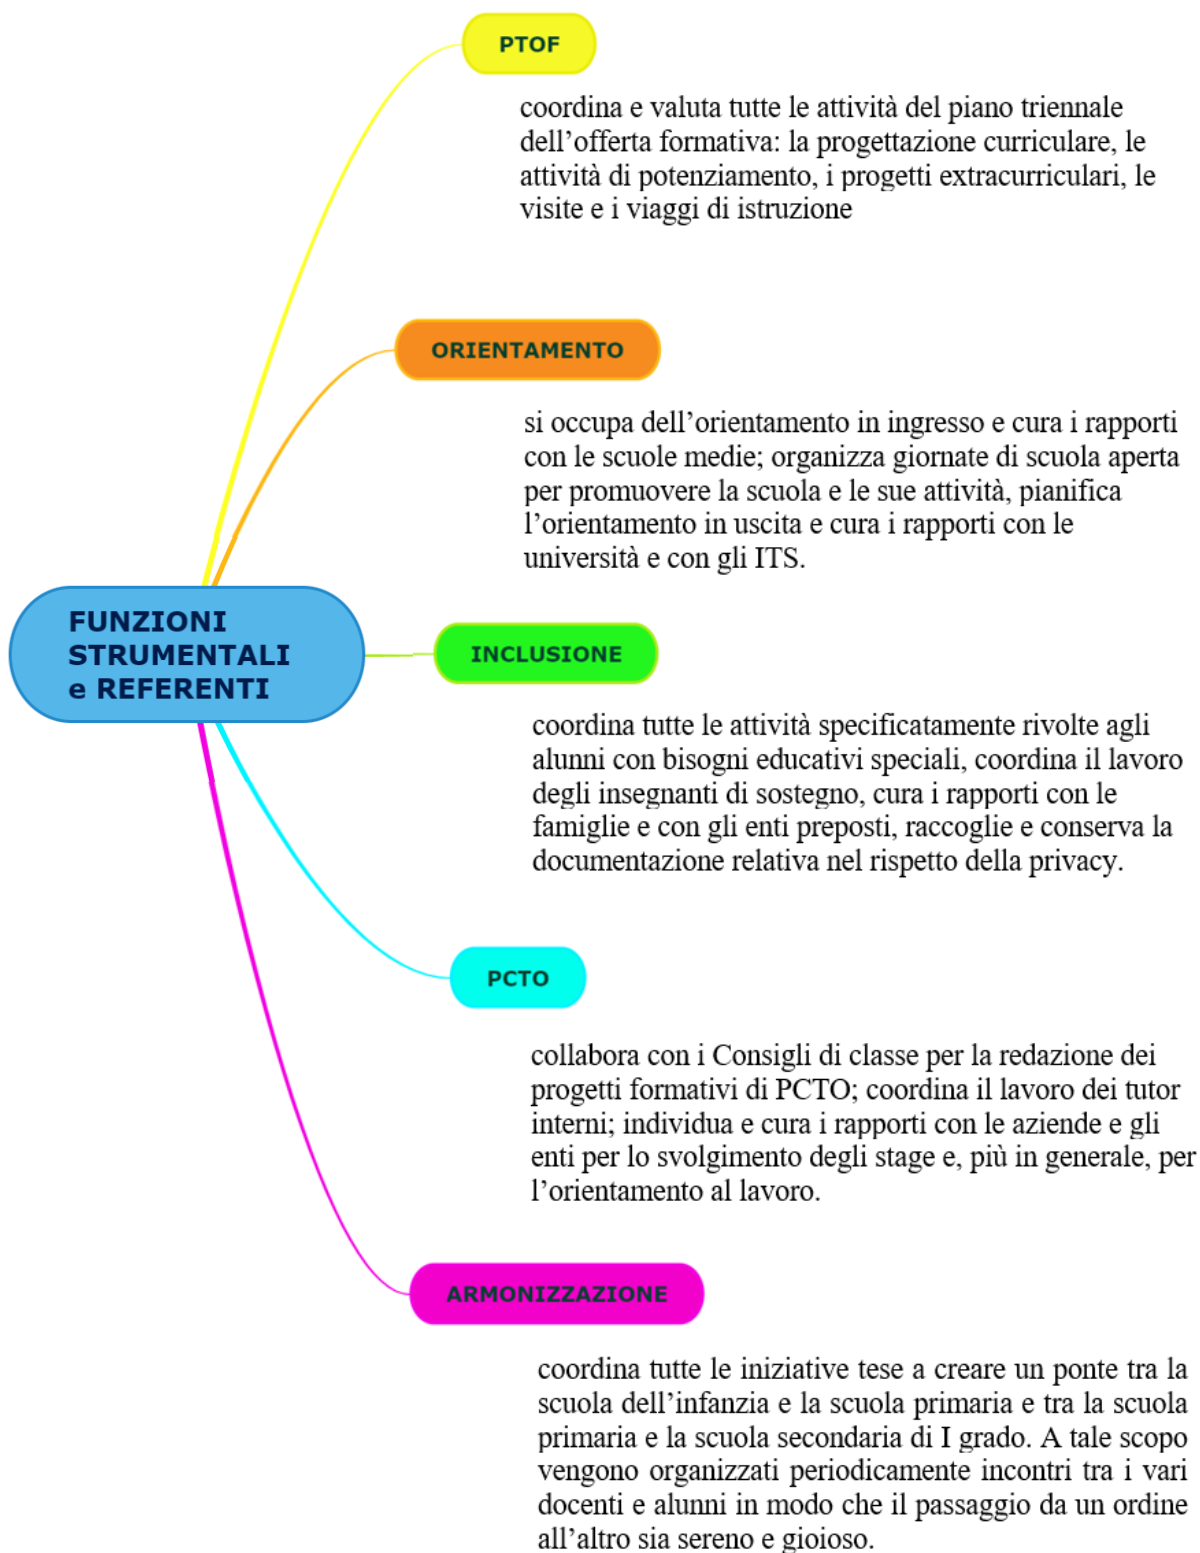 PTOF
coordina e valuta tutte le attività del piano triennale
dell’offerta formativa: la progettazione curriculare, le
attività di potenziamento, i progetti extracurriculari, le
visite e i viaggi di istruzione
ORIENTAMENTO
si occupa dell’orientamento in ingresso e cura i rapporti
con le scuole medie; organizza giornate di scuola aperta
per promuovere la scuola e le sue attività, pianifica
l’orientamento in uscita e cura i rapporti con le
università e con gli ITS.
FUNZIONI
STRUMENTALI
e REFERENTI
INCLUSIONE
coordina tutte le attività specificatamente rivolte agli
alunni con bisogni educativi speciali, coordina il lavoro
degli insegnanti di sostegno, cura i rapporti con le
famiglie e con gli enti preposti, raccoglie e conserva la
documentazione relativa nel rispetto della privacy.
PCTO
collabora con i Consigli di classe per la redazione dei
progetti formativi di PCTO; coordina il lavoro dei tutor
interni; individua e cura i rapporti con le aziende e gli
enti per lo svolgimento degli stage e, più in generale, per
l’orientamento al lavoro.
ARMONIZZAZIONE
coordina tutte le iniziative tese a creare un ponte tra la
scuola dell’infanzia e la scuola primaria e tra la scuola
primaria e la scuola secondaria di I grado. A tale scopo
vengono organizzati periodicamente incontri tra i vari
docenti e alunni in modo che il passaggio da un ordine
all’altro sia sereno e gioioso.